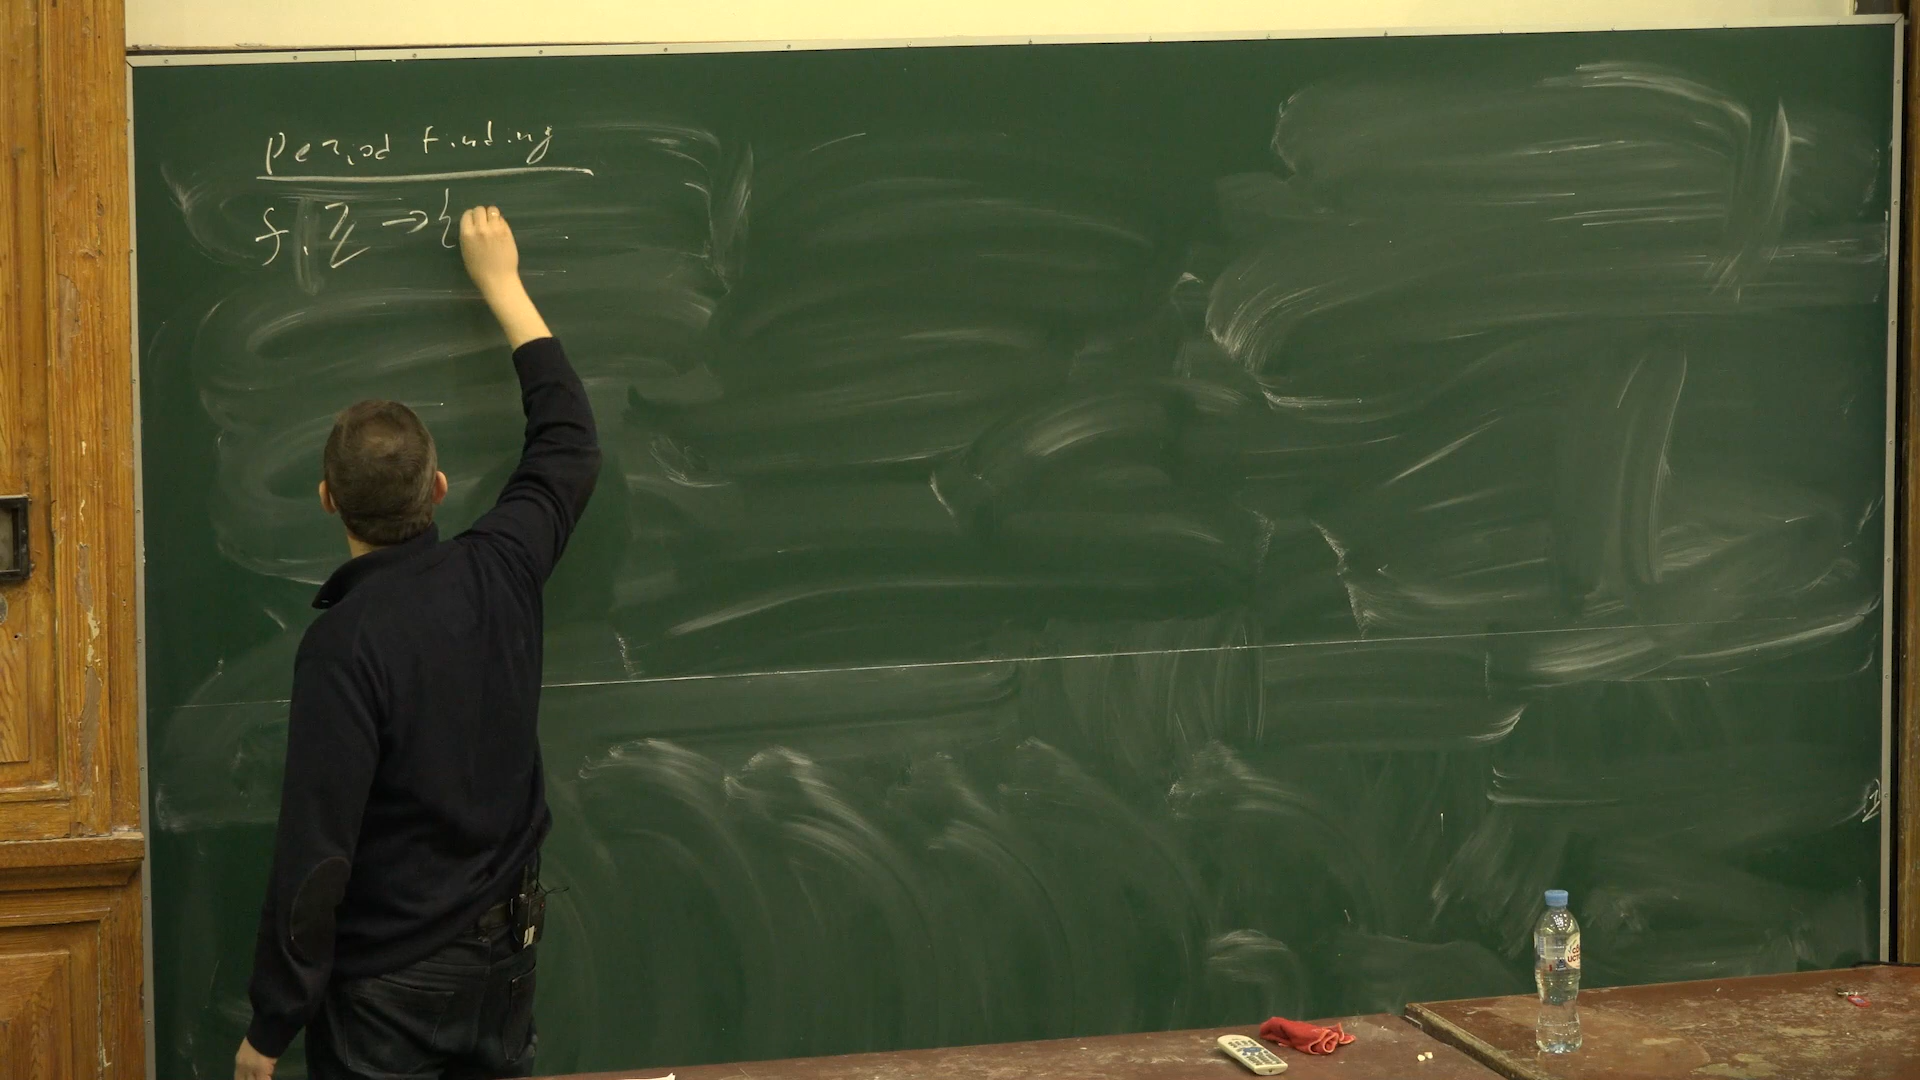 Period finding
f: ℤ → {